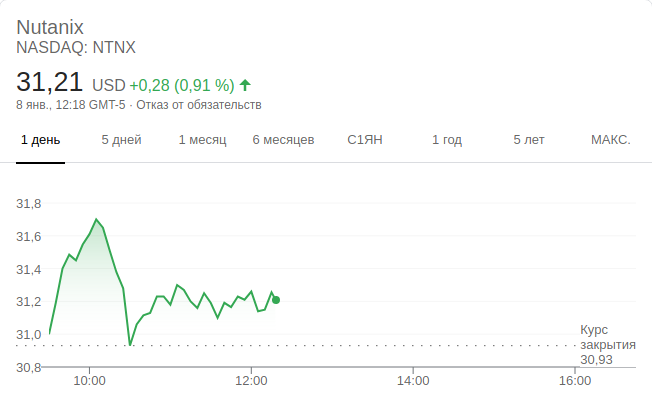 Nutanix
NASDAQ: NTNX
31,21 USD +0,28 (0,91 %)
8 янв., 12:18 GMT-5 · Отказ от обязательств
1 день 5 дней 1 месяц 6 месяцев С1ЯН 1 год 5 лет МАКС.
31,8
31,6
31,4
31,2
31,0
30,8
Курс
закрытия
30,93
10:00 12:00 14:00 16:00